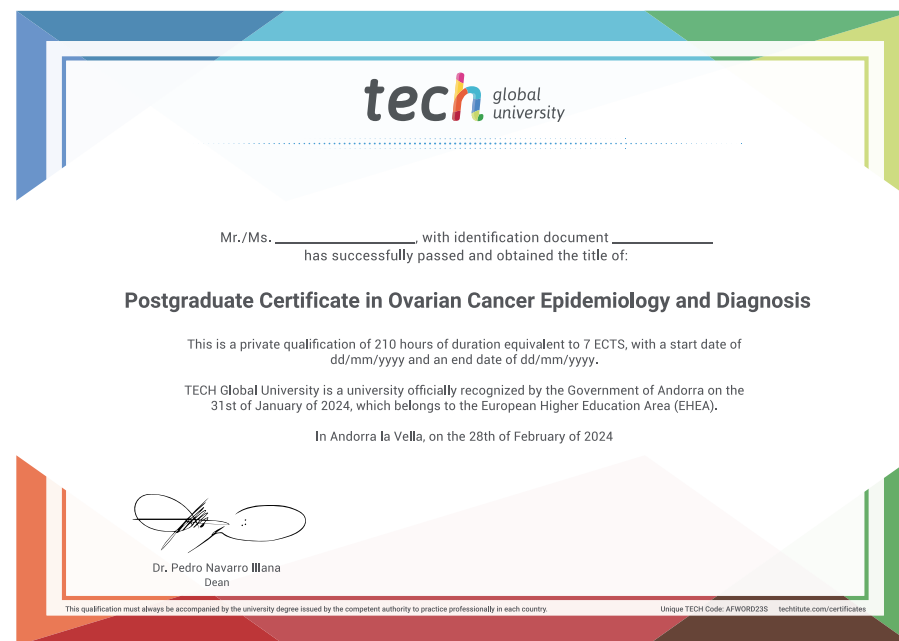 tech global university
Mr./Ms. ____________, with identification document ____________
has successfully passed and obtained the title of:
Postgraduate Certificate in Ovarian Cancer Epidemiology and Diagnosis
This is a private qualification of 210 hours of duration equivalent to 7 ECTS, with a start date of
dd/mm/yyyy and an end date of dd/mm/yyyy.
TECH Global University is a university officially recognized by the Government of Andorra on the
31st of January of 2024, which belongs to the European Higher Education Area (EHEA).
In Andorra la Vella, on the 28th of February of 2024
Dr. Pedro Navarro Illana
Dean
This qualification must always be accompanied by the university degree issued by the competent authority to practice professionally in each country. Unique TECH Code: AFWORD23S techtitute.com/certificates